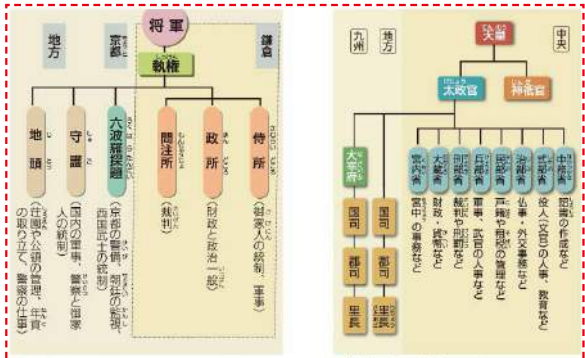 中央
天皇
神祇官
太政官
中務省
詔書の作成など
式部省
役人(文官)の人事、教育など
治部省
仏事・外交事務など
民部省
戸籍や租税の管理など
兵部省
軍事、武官の人事など
刑部省
裁判や刑罰など
大蔵省
財政・貨幣など
宮内省
宮中の事務など
地方
国司
郡司
里長
九州
大宰府
国司
郡司
里長
将軍
執権
鎌倉
侍所
(御家人の統制、軍事)
政所
(財政と政治一般)
問注所
(裁判)
京都
六波羅探題
(京都の警備、朝廷の監視、
西国武士の統制)
地方
守護
(国内の軍事、警察と御家
人の統制)
地頭
(荘園や公領の管理、年貢
の取り立て、警察の仕事)